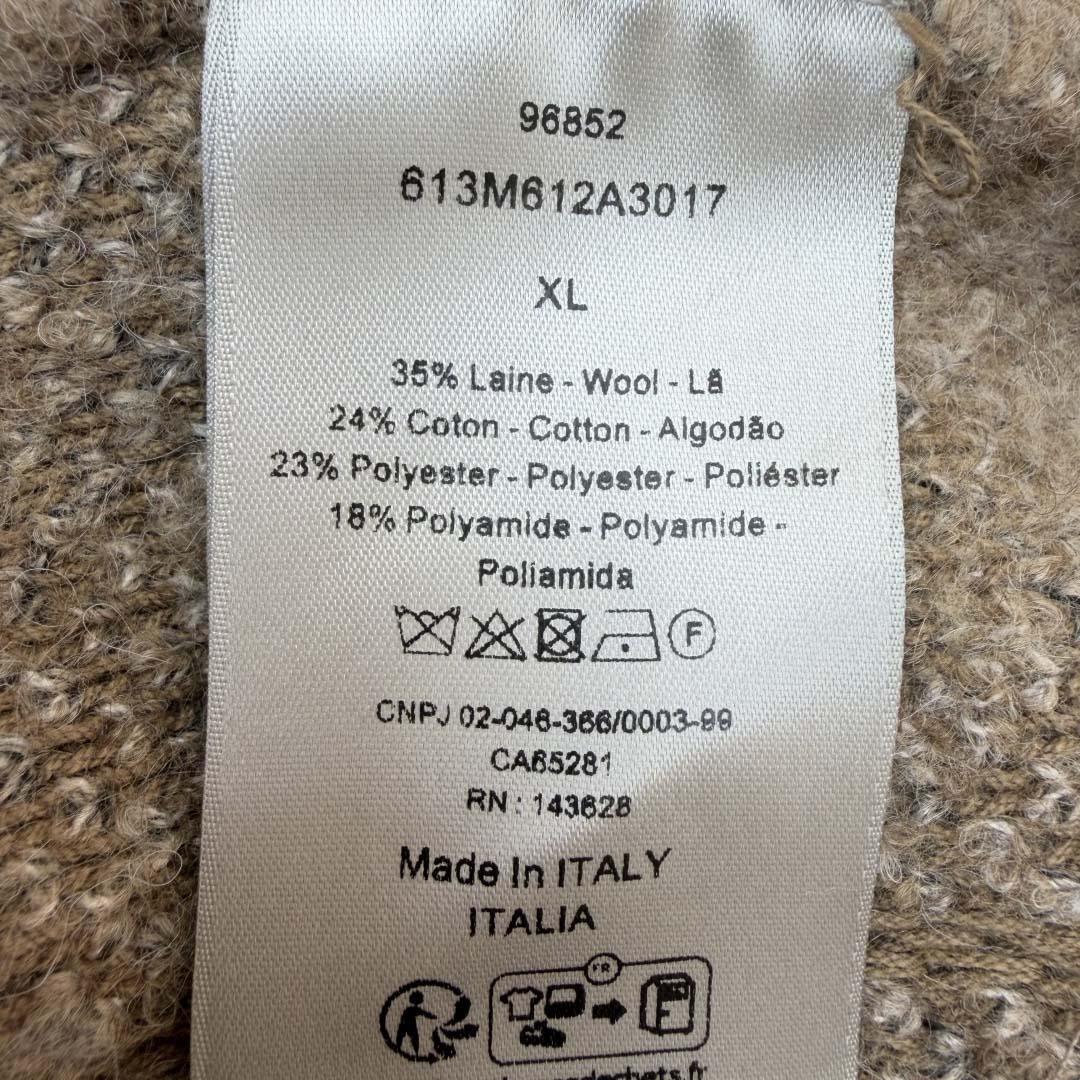 96852
613M612A3017
XL
35% Laine - Wool - Lã
24% Coton - Cotton - Algodão
23% Polyester - Polyester - Poliéster
18% Polyamide - Polyamide -
Poliamida
F
CNPJ 02-046-366/0003-99
CA65281
RN : 143628
Made In ITALY
ITALIA
FR